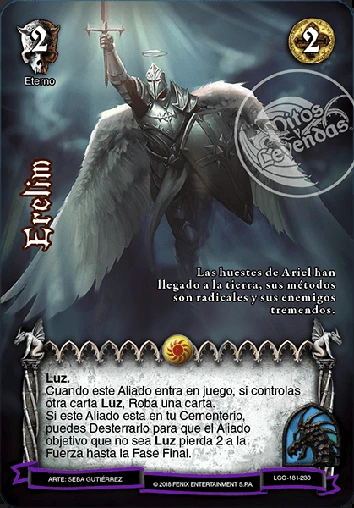 2
Eterno
2
Mitos y
Leyendas
Erelim
Las huestes de Ariel han
llegado a la tierra, sus métodos
son radicales y sus enemigos
tremendos.
Luz.
Cuando este Aliado entra en juego, si controlas
otra carta Luz, Roba una carta.
Si este Aliado está en tu Cementerio,
puedes Desterrarlo para que el Aliado
objetivo que no sea Luz pierda 2 a la
Fuerza hasta la Fase Final.
ARTE: SEBA GUTIÉRREZ
© 2018 FENIX ENTERTAINMENT S.P.A